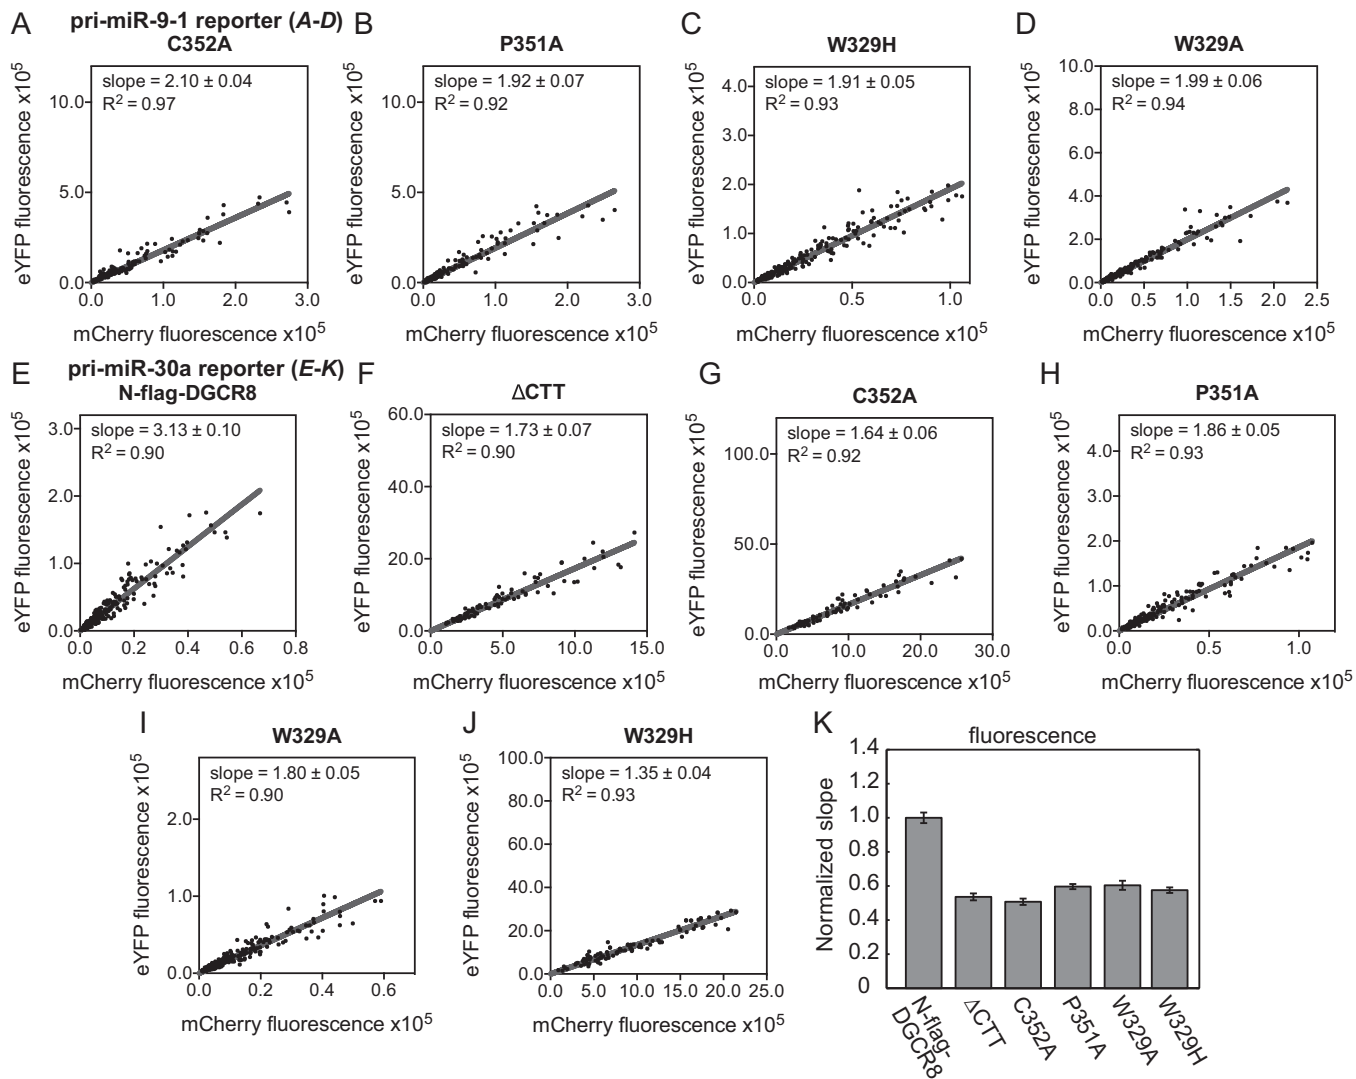 A pri-miR-9-1 reporter (A-D)
C352A
eYFP fluorescence x10⁵
slope = 2.10 ± 0.04
R² = 0.97
10.0
5.0
0.0
0.0 1.0 2.0 3.0
mCherry fluorescence x10⁵
B
P351A
eYFP fluorescence x10⁵
slope = 1.92 ± 0.07
R² = 0.92
10.0
5.0
0.0
0.0 1.0 2.0 3.0
mCherry fluorescence x10⁵
C
W329H
eYFP fluorescence x10⁵
slope = 1.91 ± 0.05
R² = 0.93
4.0
3.0
2.0
1.0
0.0
0.0 0.5 1.0
mCherry fluorescence x10⁵
D
W329A
eYFP fluorescence x10⁵
slope = 1.99 ± 0.06
R² = 0.94
10.0
8.0
6.0
4.0
2.0
0.0
0.0 0.5 1.0 1.5 2.0 2.5
mCherry fluorescence x10⁵
E pri-miR-30a reporter (E-K)
N-flag-DGCR8
eYFP fluorescence x10⁵
slope = 3.13 ± 0.10
R² = 0.90
3.0
2.0
1.0
0.0
0.0 0.2 0.4 0.6 0.8
mCherry fluorescence x10⁵
F
ΔCTT
eYFP fluorescence x10⁵
slope = 1.73 ± 0.07
R² = 0.90
60.0
40.0
20.0
0.0
0.0 5.0 10.0 15.0
mCherry fluorescence x10⁵
G
C352A
eYFP fluorescence x10⁵
slope = 1.64 ± 0.06
R² = 0.92
100.0
50.0
0.0
0.0 10.0 20.0 30.0
mCherry fluorescence x10⁵
H
P351A
eYFP fluorescence x10⁵
slope = 1.86 ± 0.05
R² = 0.93
4.0
3.0
2.0
1.0
0.0
0.0 0.5 1.0
mCherry fluorescence x10⁵
I
W329A
eYFP fluorescence x10⁵
slope = 1.80 ± 0.05
R² = 0.90
2.0
1.0
0.0
0.0 0.2 0.4 0.6
mCherry fluorescence x10⁵
J
W329H
eYFP fluorescence x10⁵
slope = 1.35 ± 0.04
R² = 0.93
100.0
80.0
60.0
40.0
20.0
0.0
0.0 5.0 10.0 15.0 20.0 25.0
mCherry fluorescence x10⁵
K
fluorescence
Normalized slope
1.4
1.2
1.0
0.8
0.6
0.4
0.2
0
N-flag-
DGCR8
ΔCTT
C352A
P351A
W329A
W329H